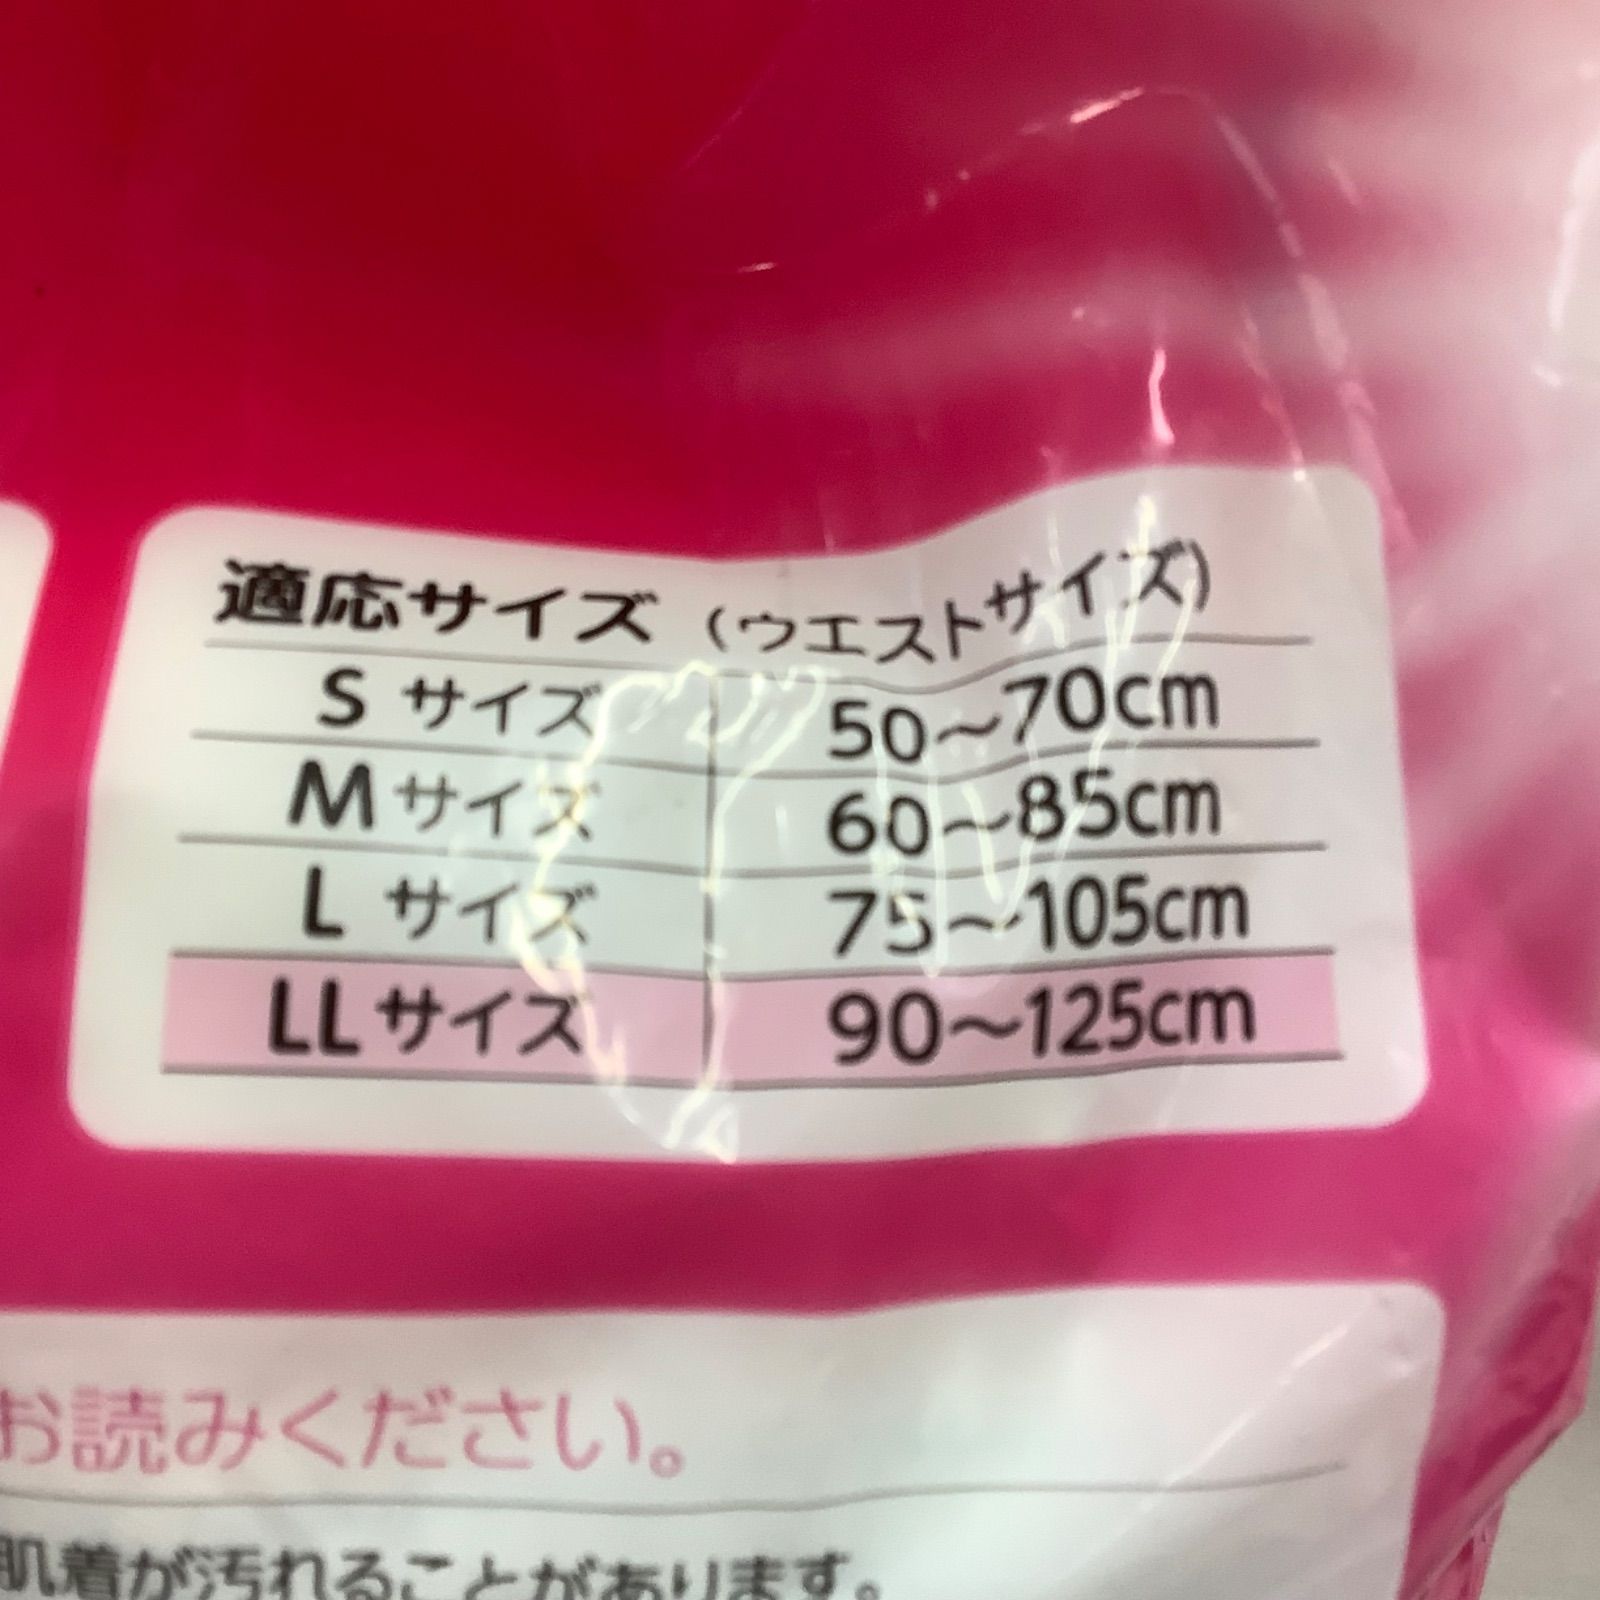 適応サイズ (ウエストサイズ)
S サイズ 50〜70cm
M サイズ 60〜85cm
L サイズ 75〜105cm
LL サイズ 90〜125cm
お読みください。
肌着が汚れることがあります。